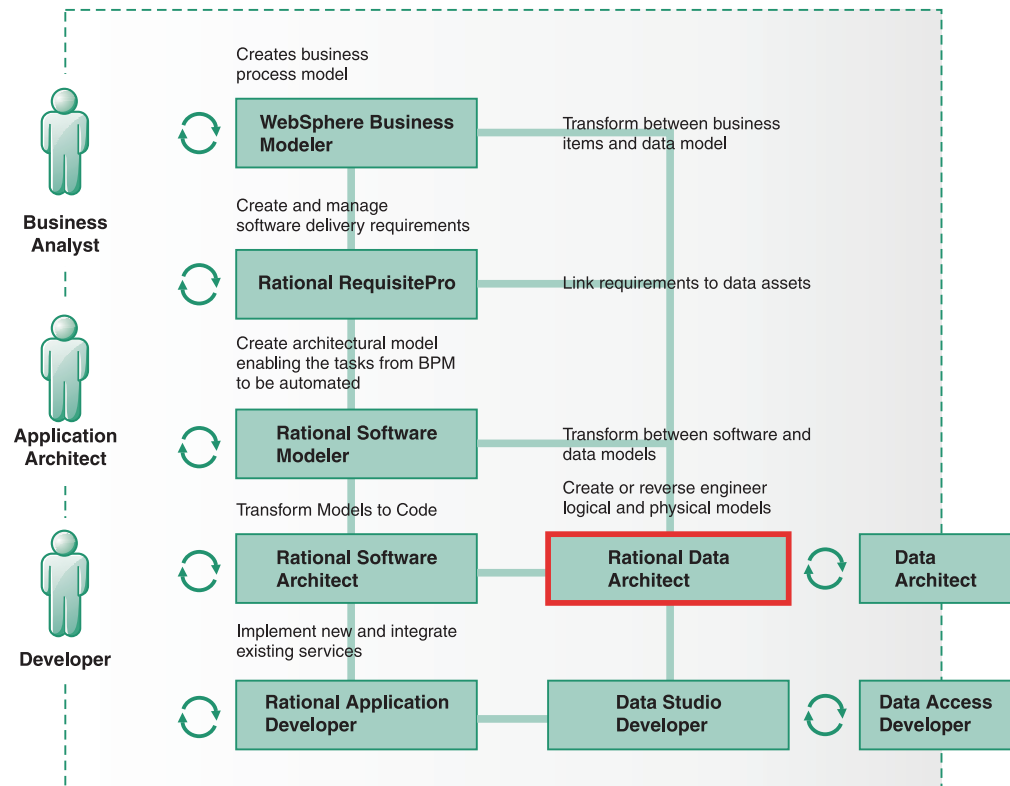 Creates business
process model
WebSphere Business
Modeler
Transform between business
items and data model
Business
Analyst
Create and manage
software delivery requirements
Rational RequisitePro
Link requirements to data assets
Create architectural model
enabling the tasks from BPM
to be automated
Application
Architect
Rational Software
Modeler
Transform between software and
data models
Create or reverse engineer
logical and physical models
Transform Models to Code
Rational Software
Architect
Rational Data
Architect
Data
Architect
Developer
Implement new and integrate
existing services
Rational Application
Developer
Data Studio
Developer
Data Access
Developer